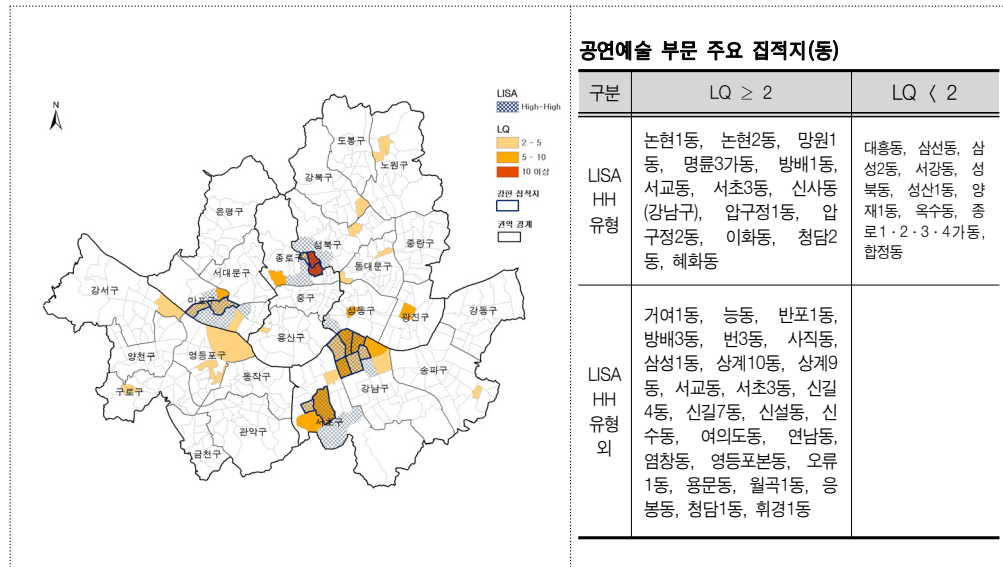 공연예술 부문 주요 집적지(동)
구분
LQ ≥ 2
LQ < 2
LISA
HH
유형
논현1동, 논현2동, 망원1
동, 명륜3가동, 방배1동,
서교동, 서초3동, 신사동
(강남구), 압구정1동, 압
구정2동, 이화동, 청담2
동, 혜화동
대흥동, 삼선동, 삼
성2동, 서강동, 성
북동, 성산1동, 양
재1동, 옥수동, 종
로1·2·3·4가동,
합정동
LISA
HH
유형
외
거여1동, 능동, 반포1동,
방배3동, 번3동, 사직동,
삼성1동, 상계10동, 상계9
동, 서교동, 서초3동, 신길
4동, 신길7동, 신설동, 신
수동, 여의도동, 연남동,
염창동, 영등포본동, 오류
1동, 용문동, 월곡1동, 응
봉동, 청담1동, 휘경1동
N
LISA
High-High
LQ
2 - 5
5 - 10
10 이상
강한 집적지
권역 경계
도봉구
노원구
강북구
은평구
성북구
종로구
중랑구
서대문구
동대문구
강서구
마포구
중구
성동구
광진구
강동구
용산구
양천구
영등포구
동작구
송파구
강남구
구로구
서초구
관악구
금천구